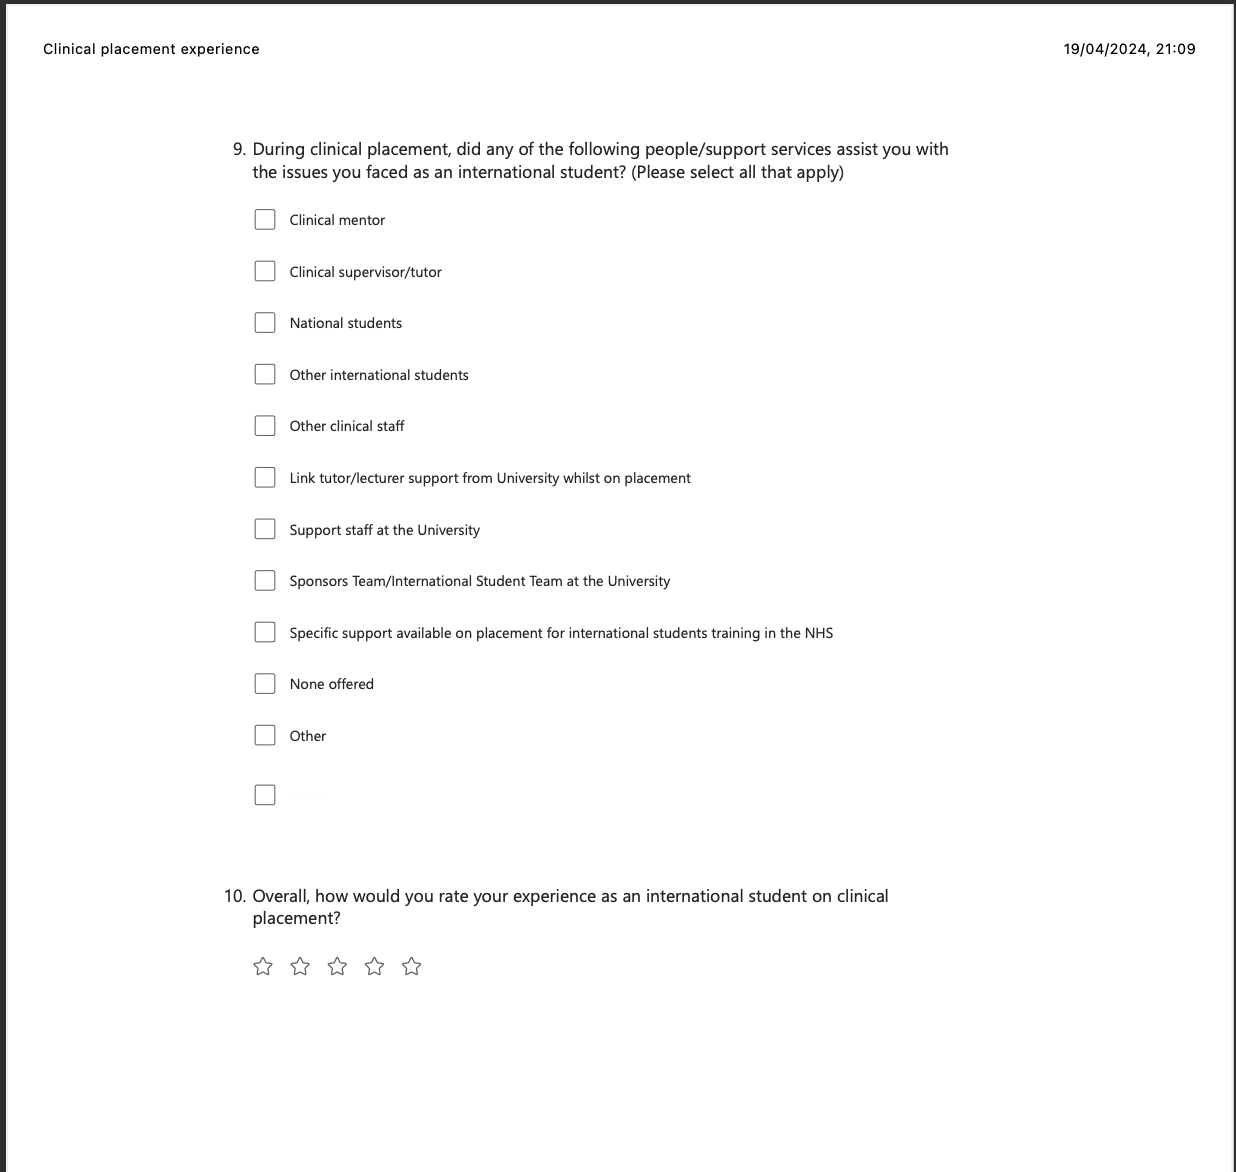 Clinical placement experience
19/04/2024, 21:09
9. During clinical placement, did any of the following people/support services assist you with
the issues you faced as an international student? (Please select all that apply)
Clinical mentor
Clinical supervisor/tutor
National students
Other international students
Other clinical staff
Link tutor/lecturer support from University whilst on placement
Support staff at the University
Sponsors Team/International Student Team at the University
Specific support available on placement for international students training in the NHS
None offered
Other
10. Overall, how would you rate your experience as an international student on clinical
placement?